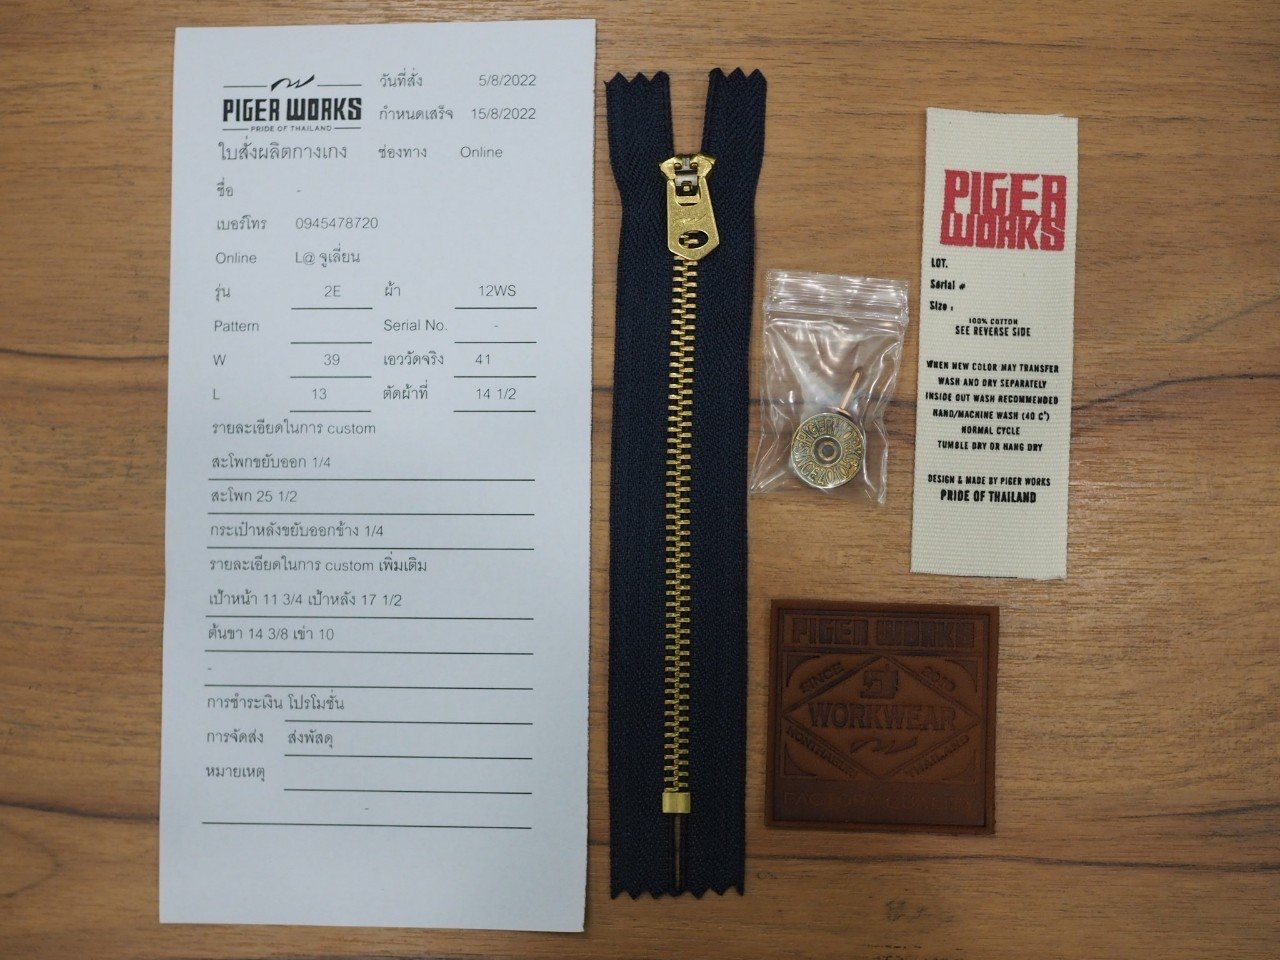 PIGER WORKS
PRIDE OF THAILAND
วันที่สั่ง 5/8/2022
กำหนดเสร็จ 15/8/2022
ใบสั่งผลิตกางเกง ช่องทาง Online
ชื่อ -
เบอร์โทร 0945478720
Online L@ จูเลี่ยน
รุ่น 2E ผ้า 12WS
Pattern Serial No. -
W 39 เอววัดจริง 41
L 13 ตัดผ้าที่ 14 1/2
รายละเอียดในการ custom
สะโพกขยับออก 1/4
สะโพก 25 1/2
กระเป๋าหลังขยับออกข้าง 1/4
รายละเอียดในการ custom เพิ่มเติม
เป้าหน้า 11 3/4 เป้าหลัง 17 1/2
ต้นขา 14 3/8 เข่า 10
-
การชำระเงิน โปรโมชั่น
การจัดส่ง ส่งพัสดุ
หมายเหตุ
-
PIGER
WORKS
LOT.
Serial #
Size :
100% COTTON
SEE REVERSE SIDE
WHEN NEW COLOR MAY TRANSFER
WASH AND DRY SEPARATELY
INSIDE OUT WASH RECOMMENDED
HAND/MACHINE WASH (40 C°)
NORMAL CYCLE
TUMBLE DRY OR HANG DRY
DESIGN & MADE BY PIGER WORKS
PRIDE OF THAILAND
PIGER WORKS
SINCE
WORKWEAR
NONTHABURI THAILAND